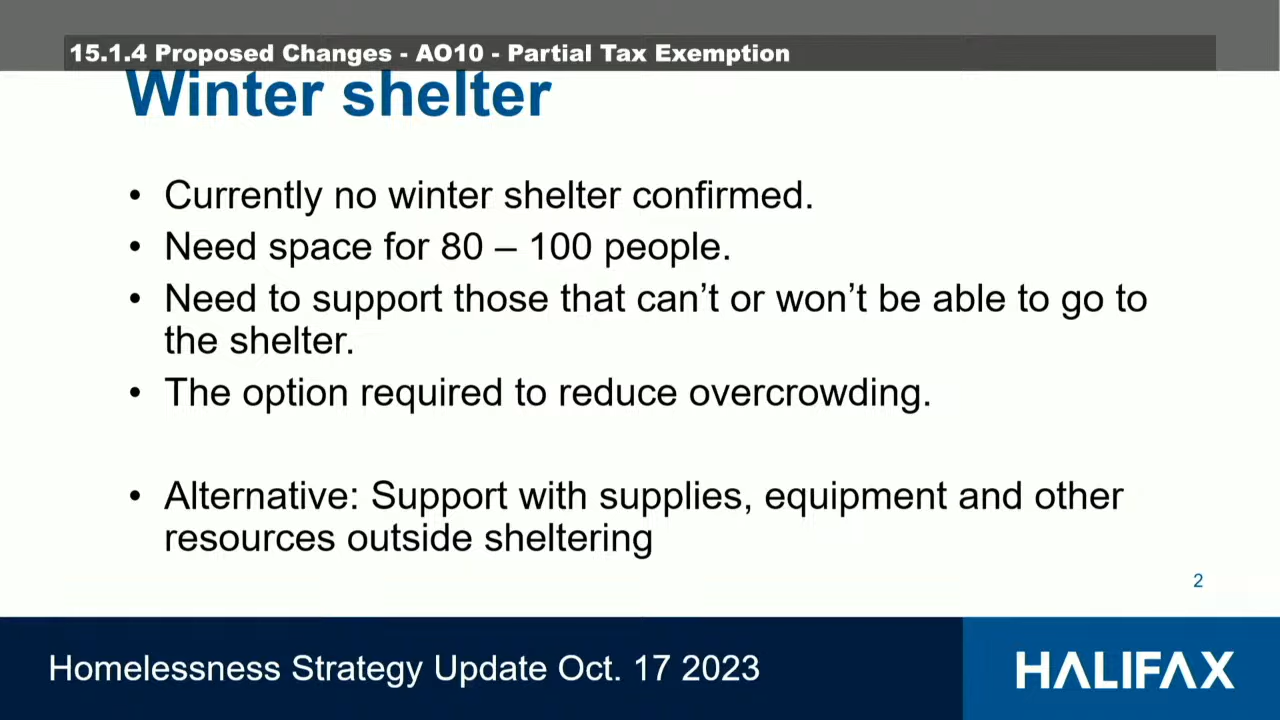 15.1.4 Proposed Changes - AO10 - Partial Tax Exemption
Winter shelter
• Currently no winter shelter confirmed.
• Need space for 80 – 100 people.
• Need to support those that can’t or won’t be able to go to
the shelter.
• The option required to reduce overcrowding.
• Alternative: Support with supplies, equipment and other
resources outside sheltering
2
Homelessness Strategy Update Oct. 17 2023
HALIFAX